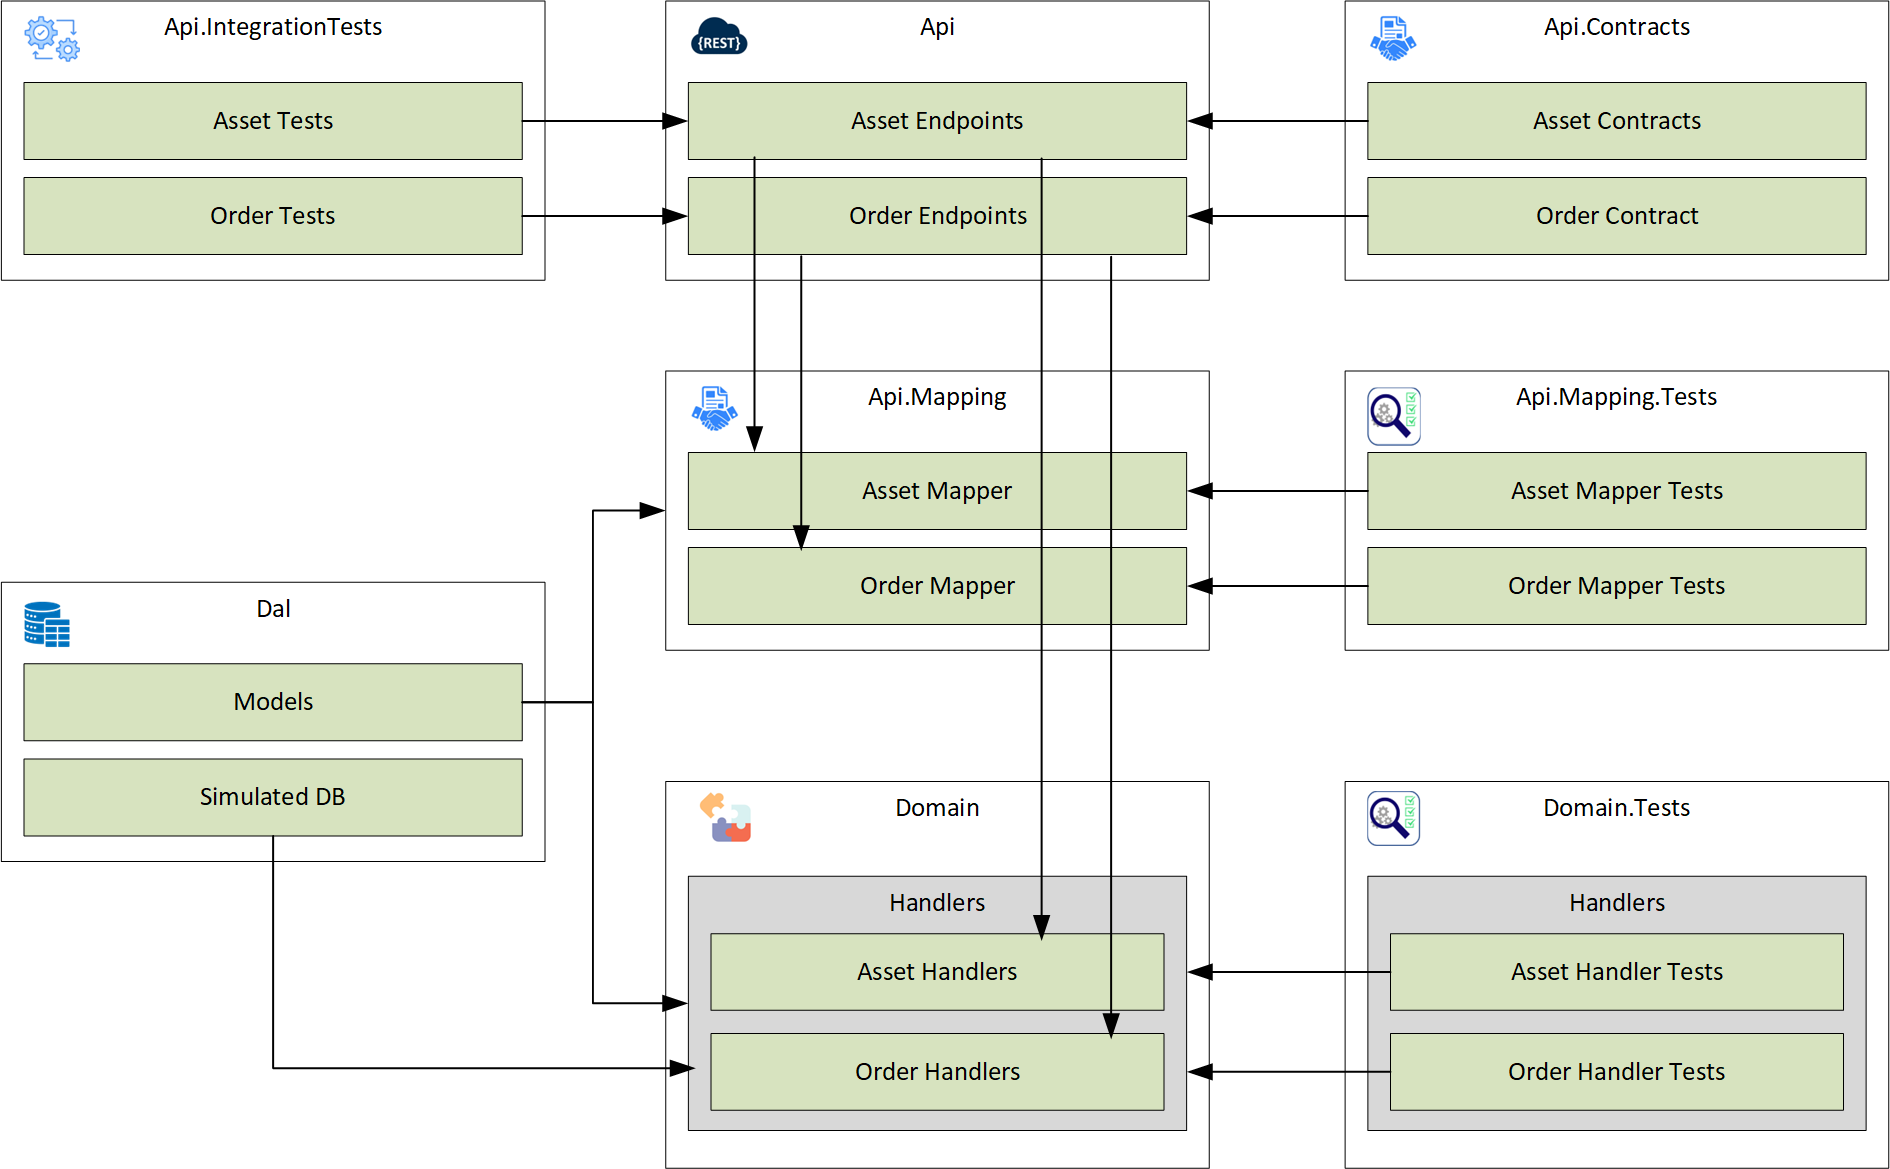 Api.IntegrationTests
Asset Tests
Order Tests
{REST}
Api
Asset Endpoints
Order Endpoints
Api.Contracts
Asset Contracts
Order Contract
Api.Mapping
Asset Mapper
Order Mapper
Api.Mapping.Tests
Asset Mapper Tests
Order Mapper Tests
Dal
Models
Simulated DB
Domain
Handlers
Asset Handlers
Order Handlers
Domain.Tests
Handlers
Asset Handler Tests
Order Handler Tests